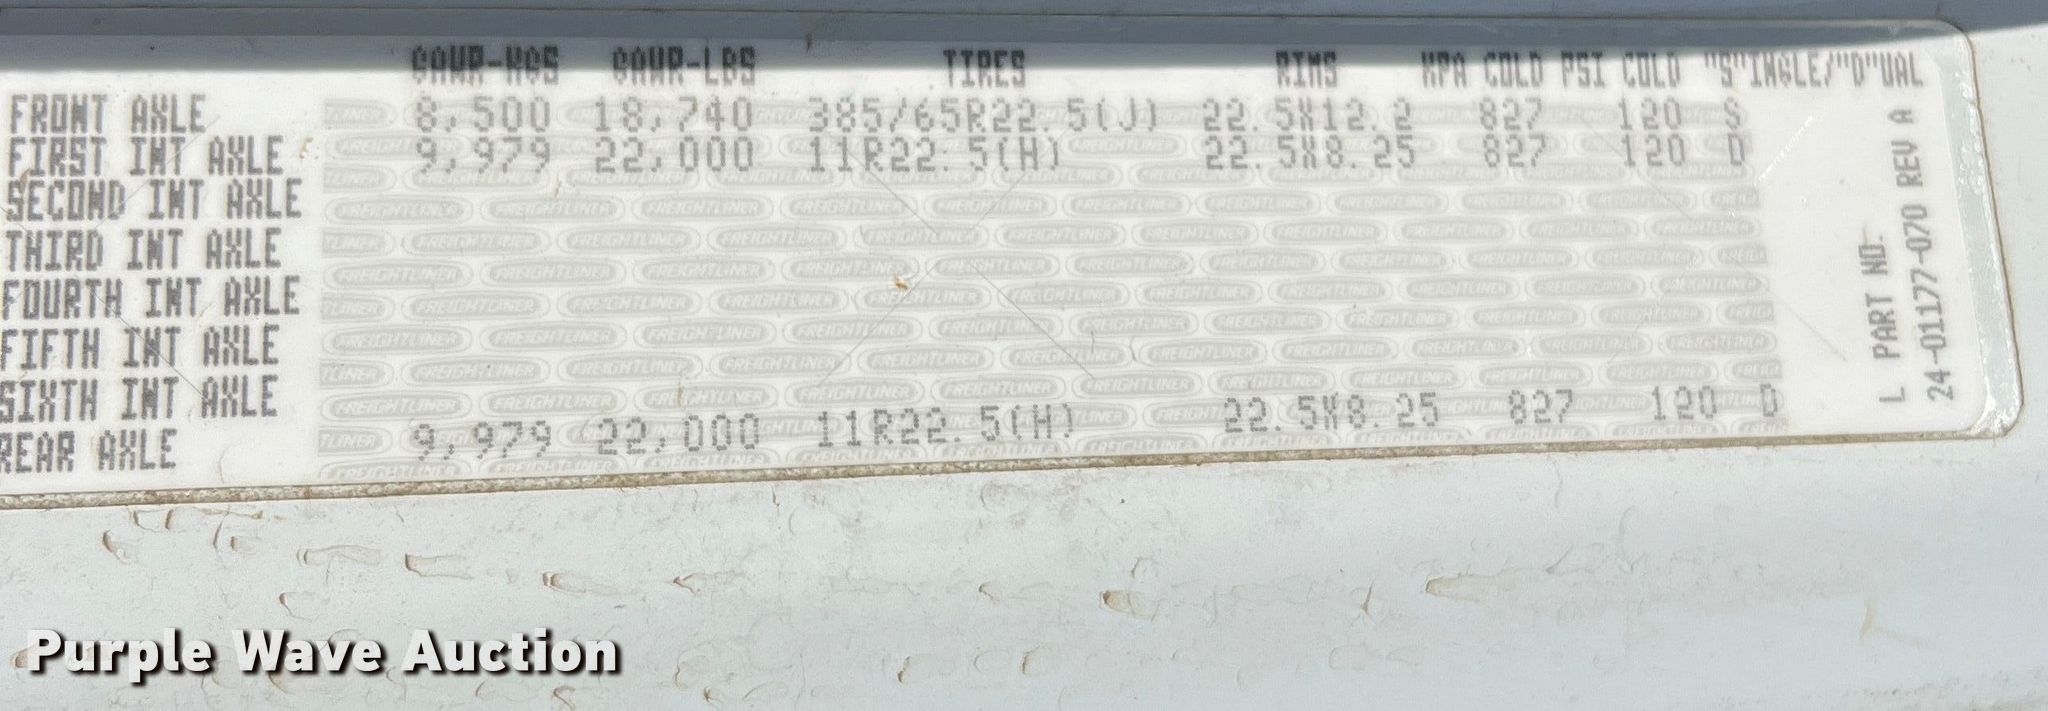 GAWR-KGS GAWR-LBS TIRES RIMS KPA COLD PSI COLD "S"INGLE/"D"UAL
FRONT AXLE 8,500 18,740 385/65R22.5(J) 22.5X12.2 827 120 S
FIRST INT AXLE 9,979 22,000 11R22.5(H) 22.5X8.25 827 120 D
SECOND INT AXLE
THIRD INT AXLE
FOURTH INT AXLE
FIFTH INT AXLE
SIXTH INT AXLE
REAR AXLE 9,979 22,000 11R22.5(H) 22.5X8.25 827 120 D
L PART NO.
24-01177-070 REV A
Purple Wave Auction